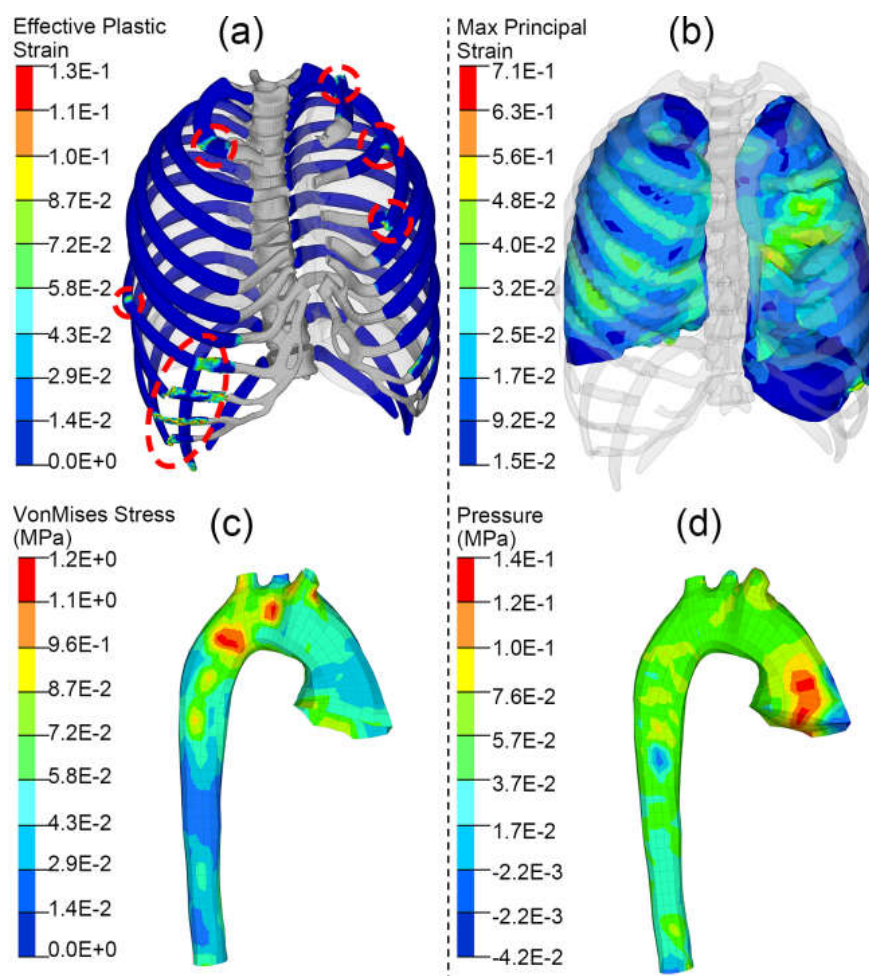 Effective Plastic
Strain
(a)
1.3E-1
1.1E-1
1.0E-1
8.7E-2
7.2E-2
5.8E-2
4.3E-2
2.9E-2
1.4E-2
0.0E+0
Max Principal
Strain
(b)
7.1E-1
6.3E-1
5.6E-1
4.8E-2
4.0E-2
3.2E-2
2.5E-2
1.7E-2
9.2E-2
1.5E-2
VonMises Stress
(MPa)
(c)
1.2E+0
1.1E+0
9.6E-1
8.7E-2
7.2E-2
5.8E-2
4.3E-2
2.9E-2
1.4E-2
0.0E+0
Pressure
(MPa)
(d)
1.4E-1
1.2E-1
1.0E-1
7.6E-2
5.7E-2
3.7E-2
1.7E-2
-2.2E-3
-2.2E-3
-4.2E-2